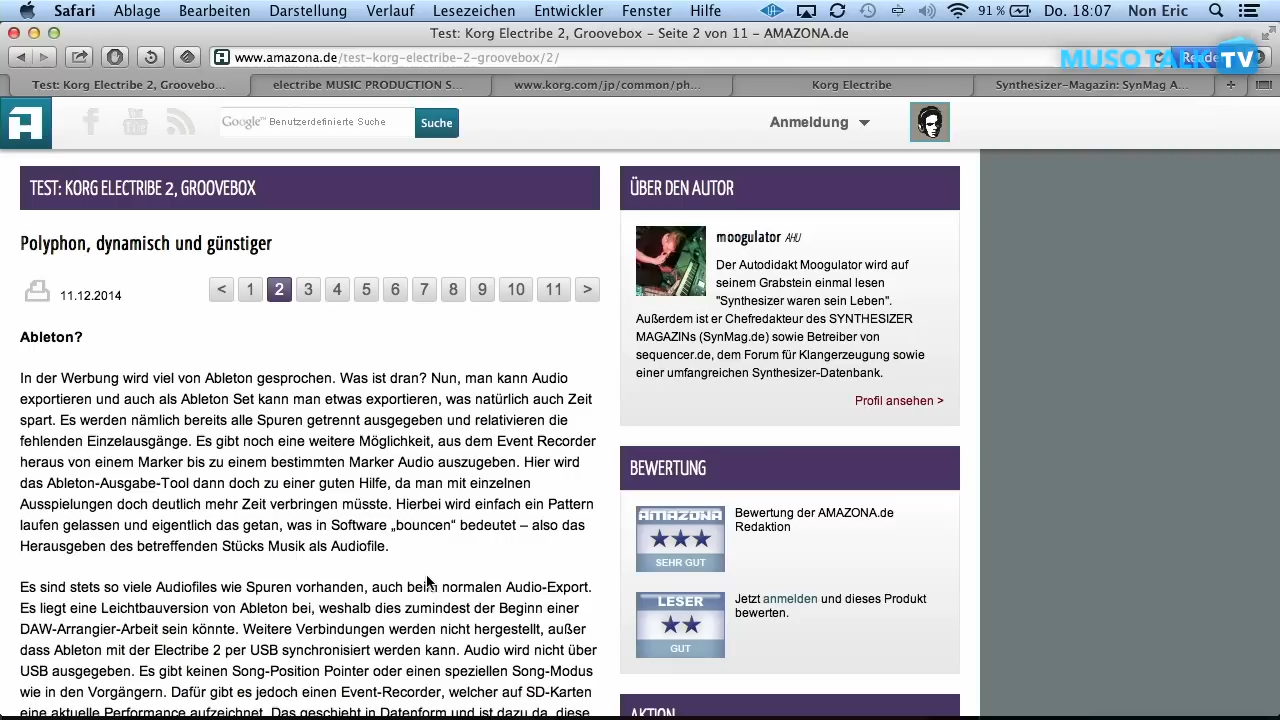 Safari Ablage Bearbeiten Darstellung Verlauf Lesezeichen Entwickler Fenster Hilfe 91 % Do. 18:07 Non Eric
Test: Korg Electribe 2, Groovebox - Seite 2 von 11 - AMAZONA.de
www.amazona.de/test-korg-electribe-2-groovebox/2/
MUSO TALK TV
Test: Korg Electribe 2, Groovebo... electribe MUSIC PRODUCTION S... www.korg.com/jp/common/ph... Korg Electribe Synthesizer-Magazin: SynMag A...
Google™ Benutzerdefinierte Suche Suche Anmeldung
TEST: KORG ELECTRIBE 2, GROOVEBOX
Polyphon, dynamisch und günstiger
11.12.2014
< 1 2 3 4 5 6 7 8 9 10 11 >
Ableton?
In der Werbung wird viel von Ableton gesprochen. Was ist dran? Nun, man kann Audio
exportieren und auch als Ableton Set kann man etwas exportieren, was natürlich auch Zeit
spart. Es werden nämlich bereits alle Spuren getrennt ausgegeben und relativieren die
fehlenden Einzelausgänge. Es gibt noch eine weitere Möglichkeit, aus dem Event Recorder
heraus von einem Marker bis zu einem bestimmten Marker Audio auszugeben. Hier wird
das Ableton-Ausgabe-Tool dann doch zu einer guten Hilfe, da man mit einzelnen
Ausspielungen doch deutlich mehr Zeit verbringen müsste. Hierbei wird einfach ein Pattern
laufen gelassen und eigentlich das getan, was in Software „bouncen“ bedeutet – also das
Herausgeben des betreffenden Stücks Musik als Audiofile.
Es sind stets so viele Audiofiles wie Spuren vorhanden, auch beim normalen Audio-Export.
Es liegt eine Leichtbauversion von Ableton bei, weshalb dies zumindest der Beginn einer
DAW-Arrangier-Arbeit sein könnte. Weitere Verbindungen werden nicht hergestellt, außer
dass Ableton mit der Electribe 2 per USB synchronisiert werden kann. Audio wird nicht über
USB ausgegeben. Es gibt keinen Song-Position Pointer oder einen speziellen Song-Modus
wie in den Vorgängern. Dafür gibt es jedoch einen Event-Recorder, welcher auf SD-Karten
eine aktuelle Performance aufzeichnet. Das geschieht in Datenform und ist dazu da, diese
ÜBER DEN AUTOR
moogulator AHU
Der Autodidakt Moogulator wird auf
seinem Grabstein einmal lesen
"Synthesizer waren sein Leben".
Außerdem ist er Chefredakteur des SYNTHESIZER
MAGAZINs (SynMag.de) sowie Betreiber von
sequencer.de, dem Forum für Klangerzeugung sowie
einer umfangreichen Synthesizer-Datenbank.
Profil ansehen >
BEWERTUNG
AMAZONA
SEHR GUT
Bewertung der AMAZONA.de
Redaktion
LESER
GUT
Jetzt anmelden und dieses Produkt
bewerten.
AKTION